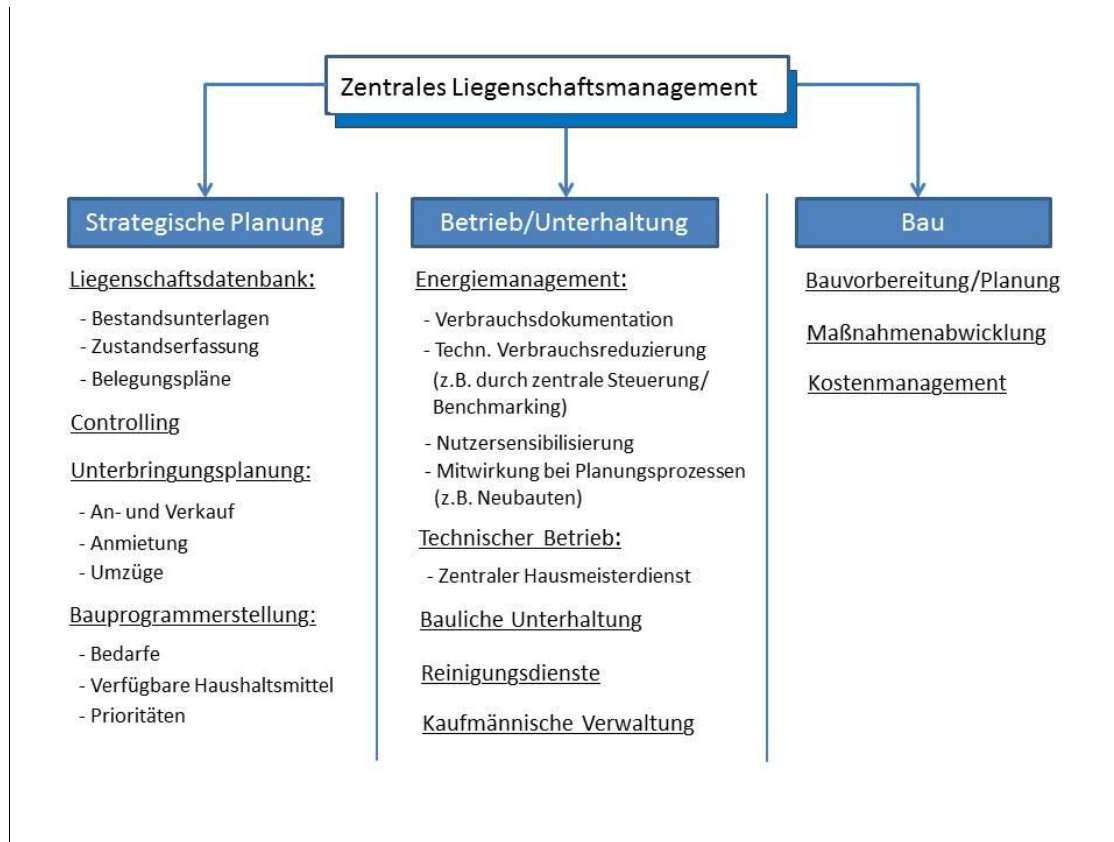 Zentrales Liegenschaftsmanagement
Strategische Planung
Liegenschaftsdatenbank:
- Bestandsunterlagen
- Zustandserfassung
- Belegungspläne
Controlling
Unterbringungsplanung:
- An- und Verkauf
- Anmietung
- Umzüge
Bauprogrammerstellung:
- Bedarfe
- Verfügbare Haushaltsmittel
- Prioritäten
Betrieb/Unterhaltung
Energiemanagement:
- Verbrauchsdokumentation
- Techn. Verbrauchsreduzierung
(z.B. durch zentrale Steuerung/
Benchmarking)
- Nutzersensibilisierung
- Mitwirkung bei Planungsprozessen
(z.B. Neubauten)
Technischer Betrieb:
- Zentraler Hausmeisterdienst
Bauliche Unterhaltung
Reinigungsdienste
Kaufmännische Verwaltung
Bau
Bauvorbereitung/Planung
Maßnahmenabwicklung
Kostenmanagement